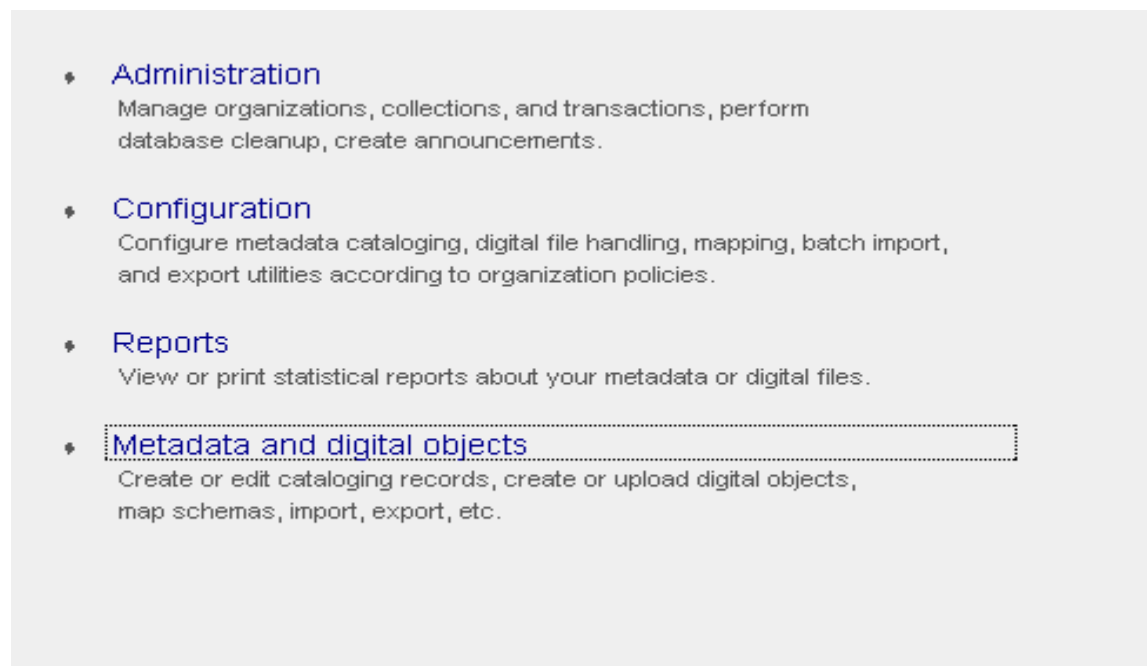 Administration
Manage organizations, collections, and transactions, perform
database cleanup, create announcements.
Configuration
Configure metadata cataloging, digital file handling, mapping, batch import,
and export utilities according to organization policies.
Reports
View or print statistical reports about your metadata or digital files.
Metadata and digital objects
Create or edit cataloging records, create or upload digital objects,
map schemas, import, export, etc.